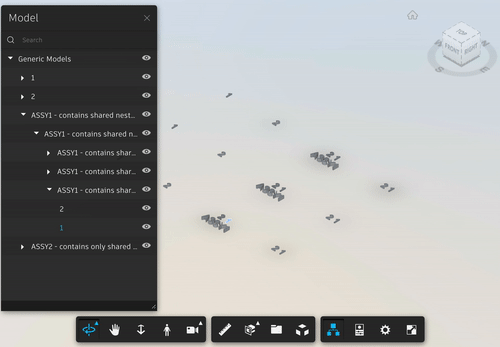 Model
Search
Generic Models
1
2
ASSY1 - contains shared nest...
ASSY1 - contains shared n...
ASSY1 - contains shar...
ASSY1 - contains shar...
ASSY1 - contains shar...
2
1
ASSY2 - contains only shared ...
TOP
FRONT
RIGHT